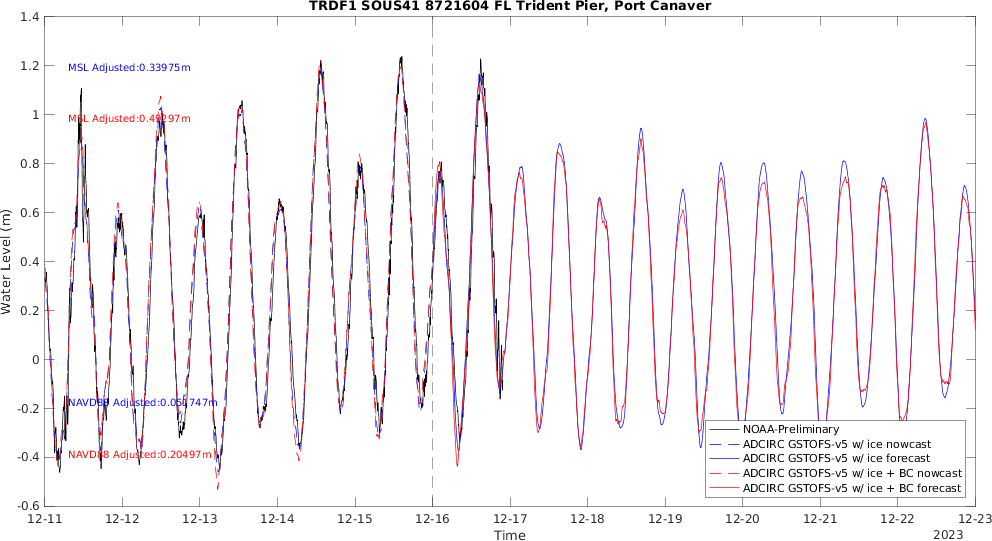 TRDF1 SOUS41 8721604 FL Trident Pier, Port Canaver
1.4
1.2
1
0.8
0.6
0.4
0.2
0
-0.2
-0.4
-0.6
Water Level (m)
MSL Adjusted:0.33975m
MSL Adjusted:0.49297m
NAVD88 Adjusted:0.051747m
NAVD88 Adjusted:0.20497m
NOAA-Preliminary
ADCIRC GSTOFS-v5 w/ ice nowcast
ADCIRC GSTOFS-v5 w/ ice forecast
ADCIRC GSTOFS-v5 w/ice + BC nowcast
ADCIRC GSTOFS-v5 w/ice + BC forecast
12-11 12-12 12-13 12-14 12-15 12-16 12-17 12-18 12-19 12-20 12-21 12-22 12-23
Time
2023